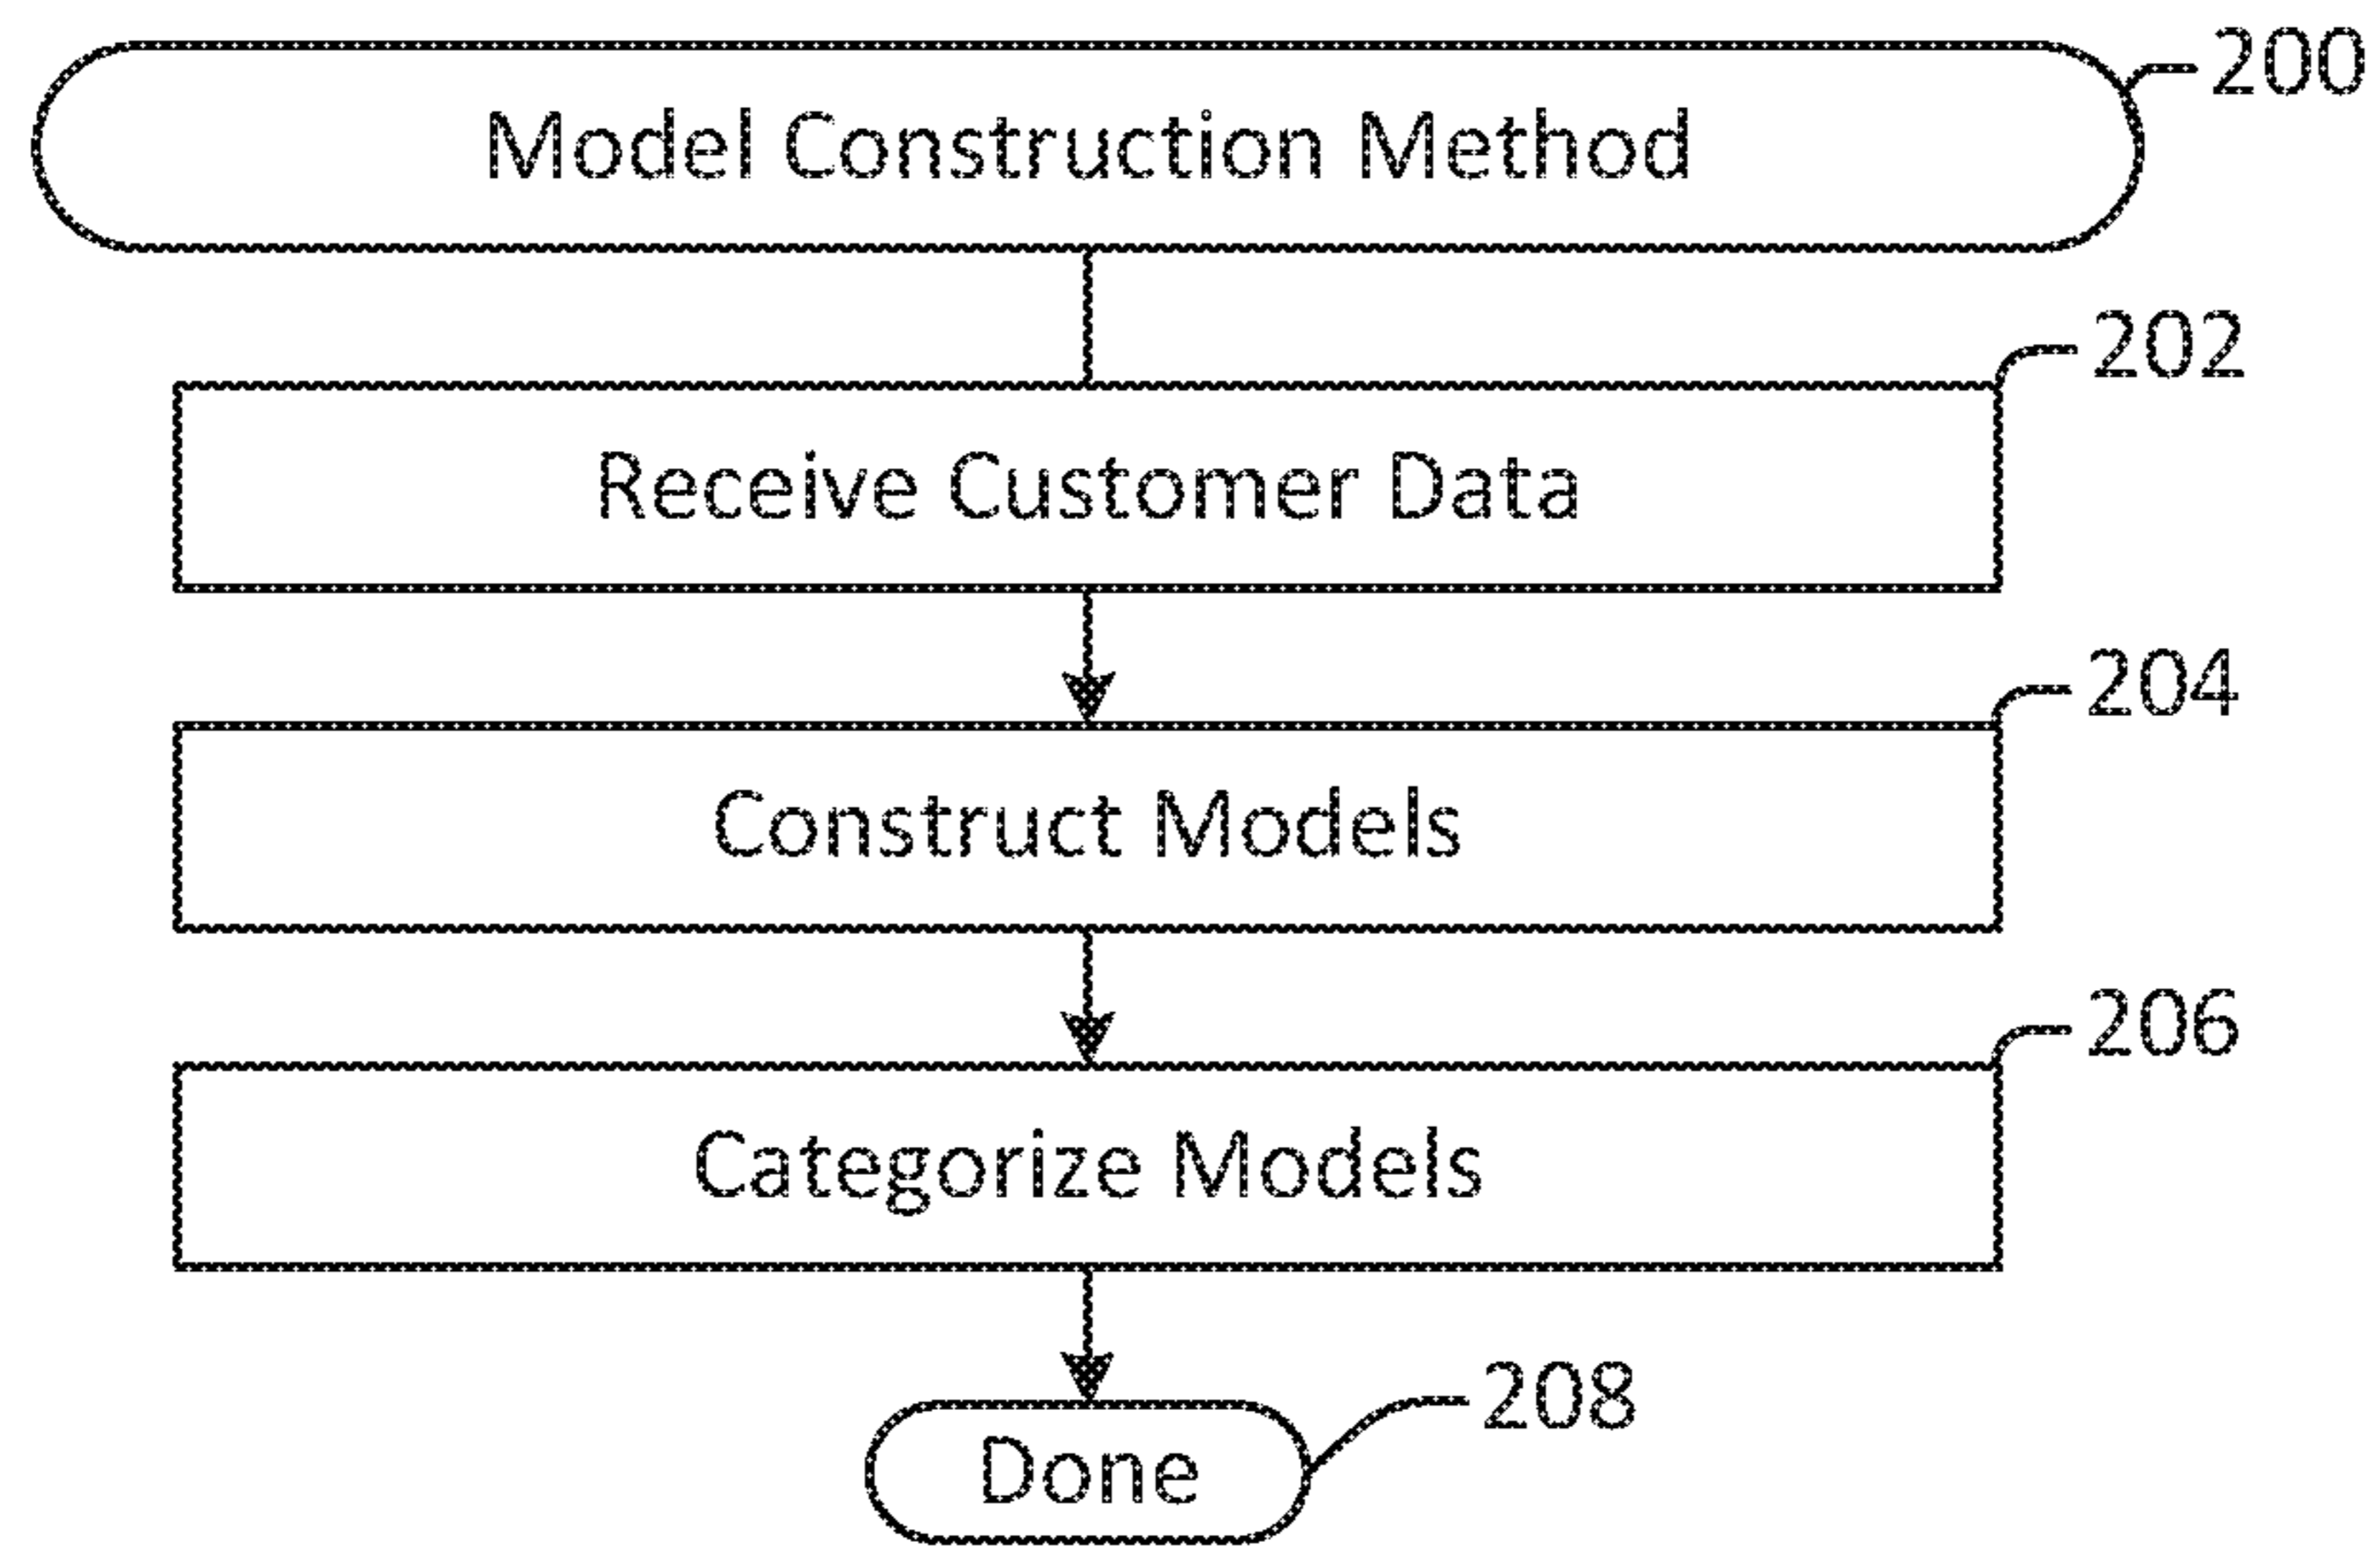 Model Construction Method
200
202
Receive Customer Data
204
Construct Models
206
Categorize Models
208
Done